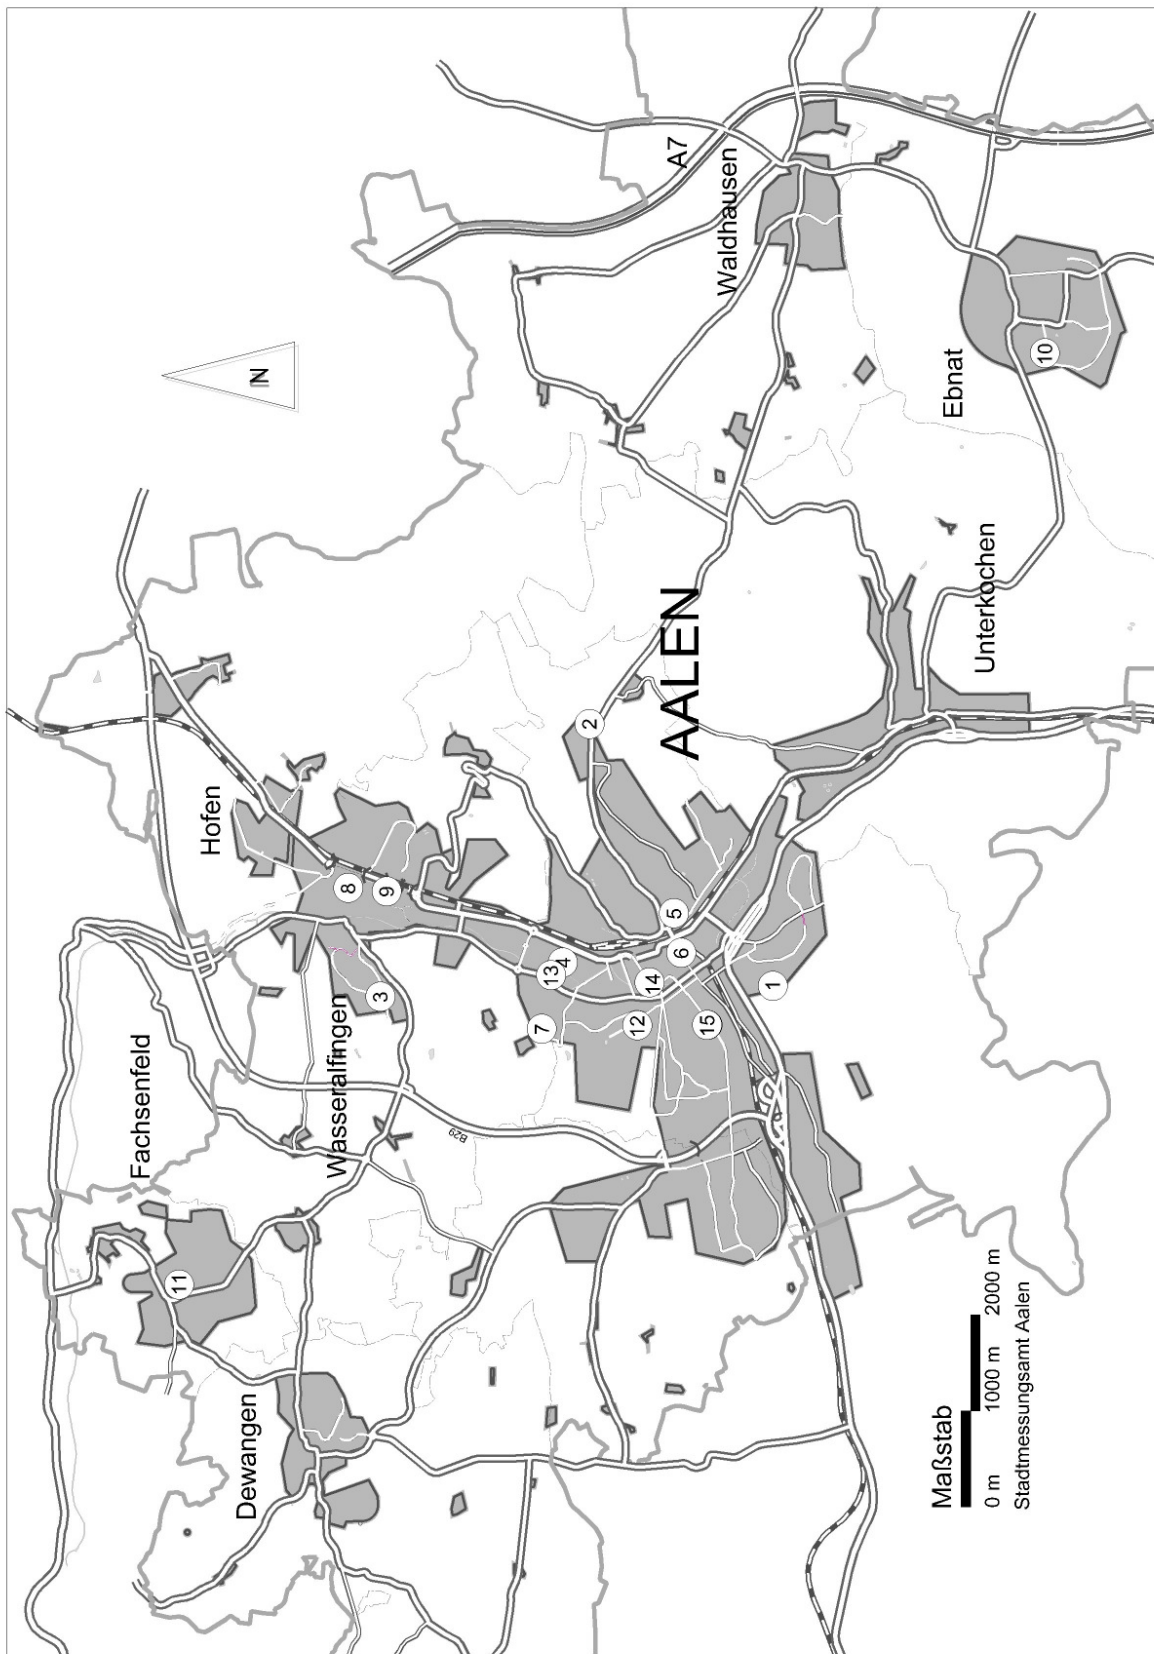 Fachsenfeld
Hofen
Dewangen
Wasseralfingen
11
8
9
3
B29
N
A7
Waldhausen
AALEN
2
13
4
7
14
12
5
6
15
1
Ebnat
10
Unterkochen
Maßstab
0 m 1000 m 2000 m
Stadtmessungsamt Aalen